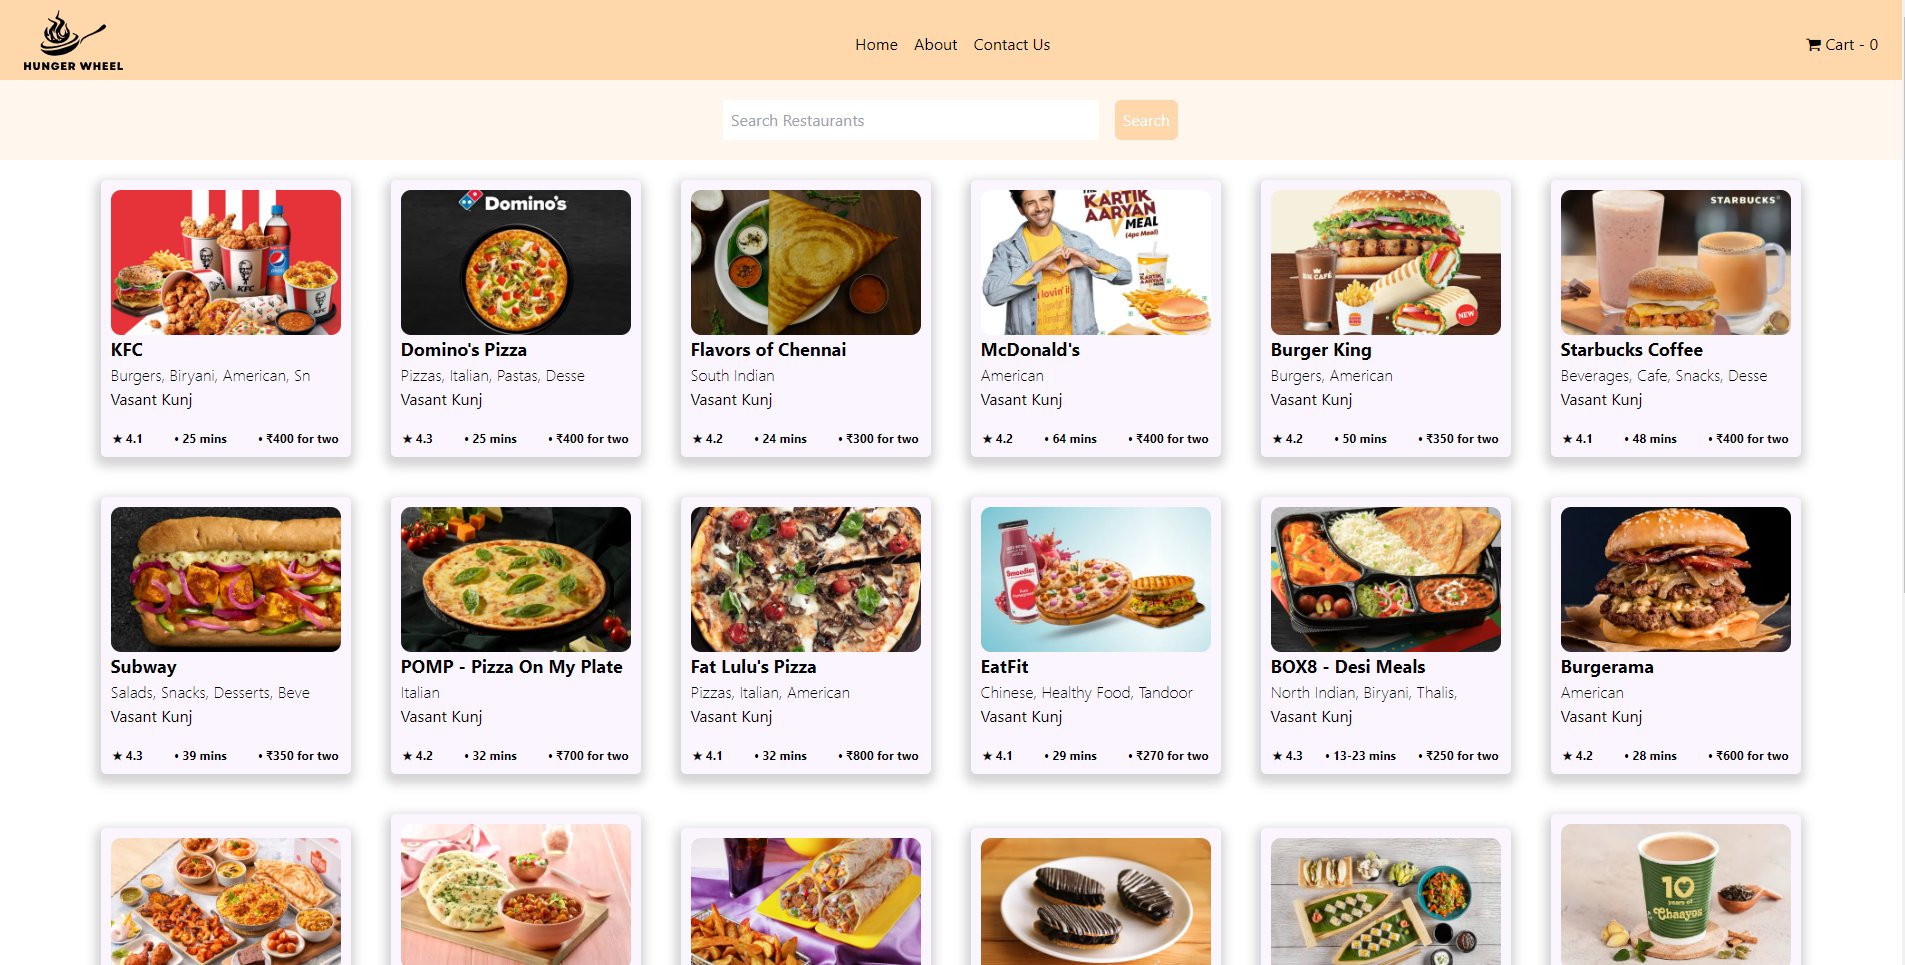 HUNGER WHEEL
Home
About
Contact Us
Cart - 0
Search Restaurants
Search
KFC
KFC
Burgers, Biryani, American, Sn
Vasant Kunj
★ 4.1 • 25 mins • ₹400 for two
Domino's
Domino's Pizza
Pizzas, Italian, Pastas, Desse
Vasant Kunj
★ 4.3 • 25 mins • ₹400 for two
Flavors of Chennai
South Indian
Vasant Kunj
★ 4.2 • 24 mins • ₹300 for two
THE
KARTIK
AARYAN
MEAL
(4pc Meal)
i'm lovin' it
McDonald's
American
Vasant Kunj
★ 4.2 • 64 mins • ₹400 for two
BK CAFÉ
NEW
Burger King
Burgers, American
Vasant Kunj
★ 4.2 • 50 mins • ₹350 for two
STARBUCKS
Starbucks Coffee
Beverages, Cafe, Snacks, Desse
Vasant Kunj
★ 4.1 • 48 mins • ₹400 for two
Subway
Salads, Snacks, Desserts, Beve
Vasant Kunj
★ 4.3 • 39 mins • ₹350 for two
POMP - Pizza On My Plate
Italian
Vasant Kunj
★ 4.2 • 32 mins • ₹700 for two
Fat Lulu's Pizza
Pizzas, Italian, American
Vasant Kunj
★ 4.1 • 32 mins • ₹800 for two
Smoodies
EatFit
Chinese, Healthy Food, Tandoor
Vasant Kunj
★ 4.1 • 29 mins • ₹270 for two
BOX8 - Desi Meals
North Indian, Biryani, Thalis,
Vasant Kunj
★ 4.3 • 13-23 mins • ₹250 for two
Burgerama
American
Vasant Kunj
★ 4.2 • 28 mins • ₹600 for two
10
years of
Chaayos